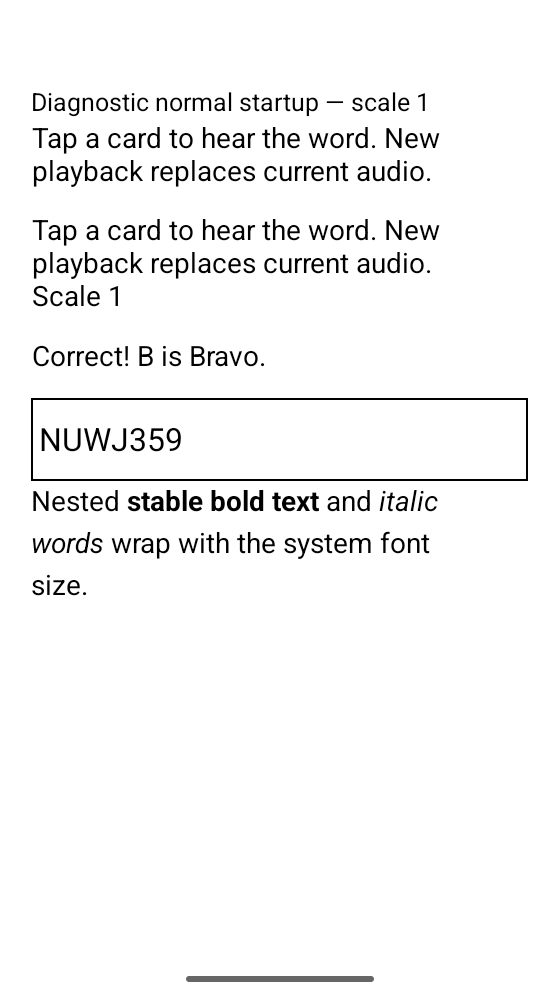 Diagnostic normal startup — scale 1
Tap a card to hear the word. New
playback replaces current audio.
Tap a card to hear the word. New
playback replaces current audio.
Scale 1
Correct! B is Bravo.
NUWJ359
Nested stable bold text and italic
words wrap with the system font
size.